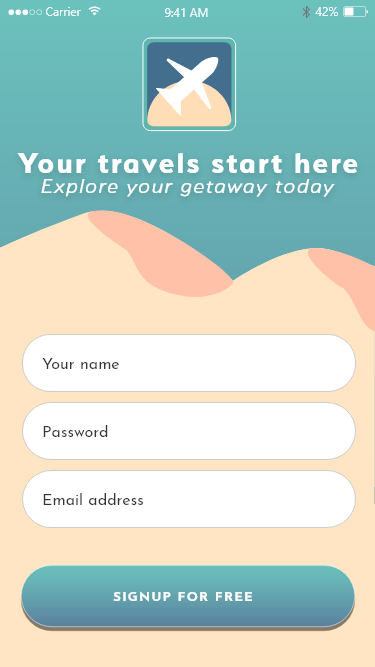 Carrier 9:41 AM 42%
Your travels start here
Explore your getaway today
Your name
Password
Email address
SIGNUP FOR FREE